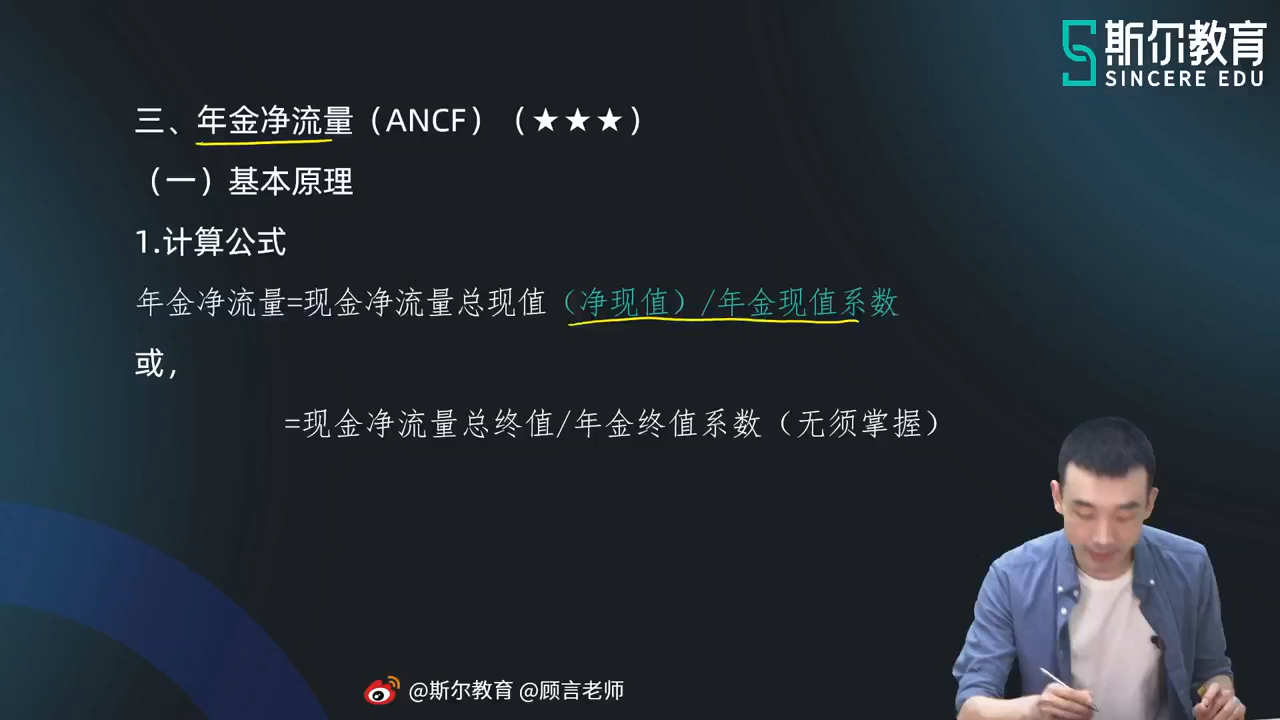 斯尔教育
SINCERE EDU
三、年金净流量（ANCF）（★★★）
（一）基本原理
1.计算公式
年金净流量=现金净流量总现值（净现值）/年金现值系数
或，
=现金净流量总终值/年金终值系数（无须掌握）
@斯尔教育 @顾言老师